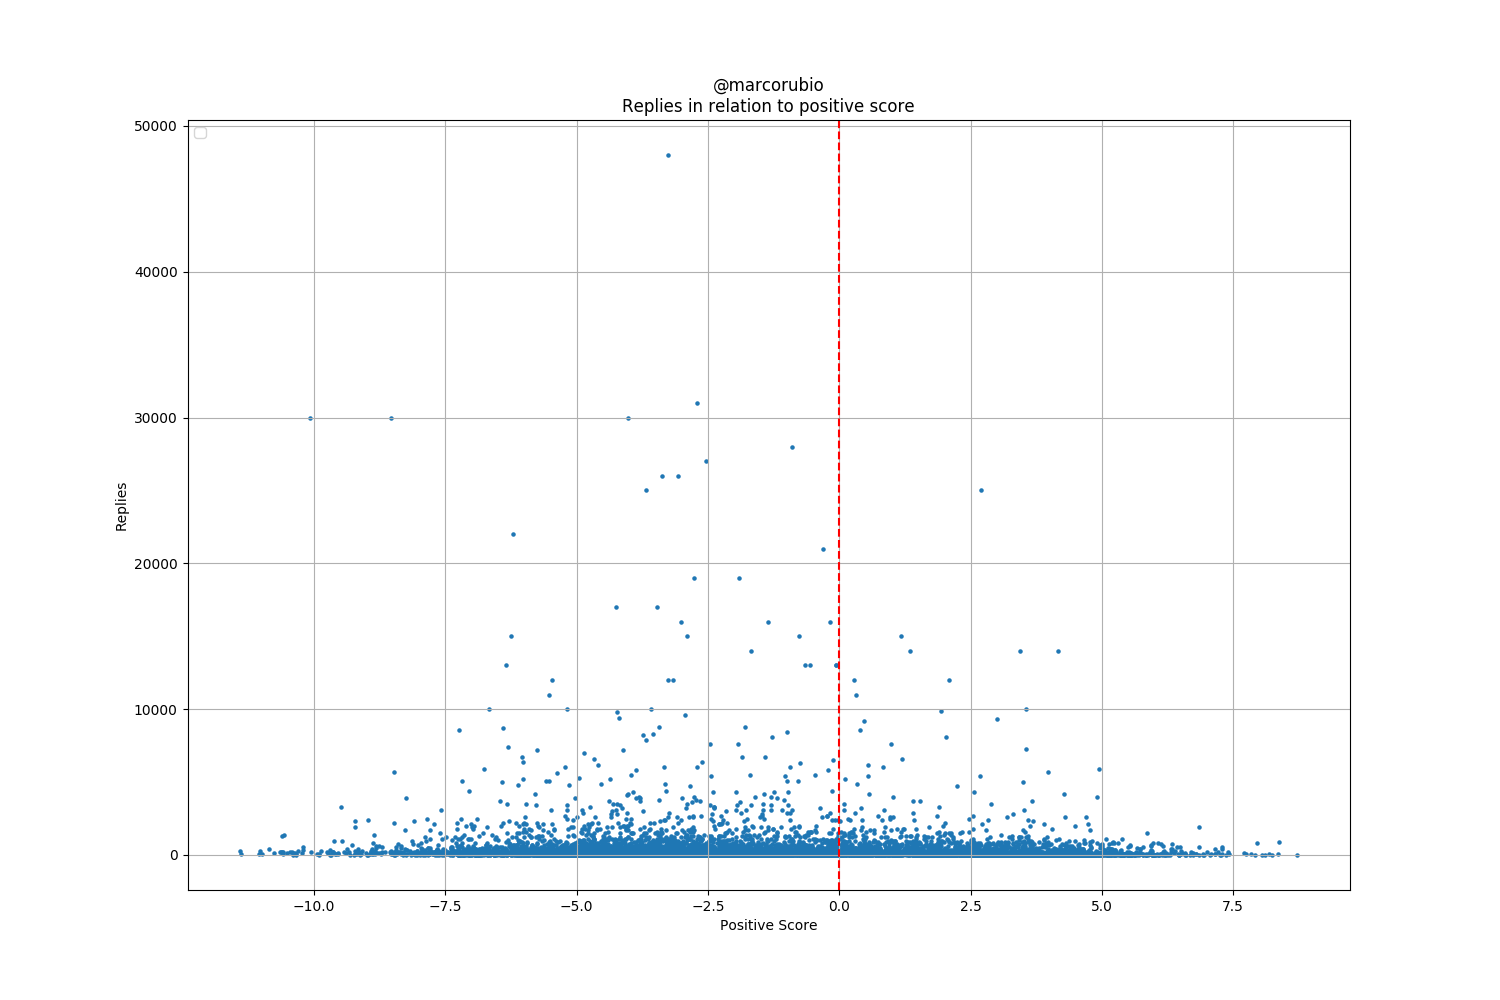 @marcorubio
Replies in relation to positive score
50000
40000
30000
20000
10000
0
Replies
−10.0 −7.5 −5.0 −2.5 0.0 2.5 5.0 7.5
Positive Score